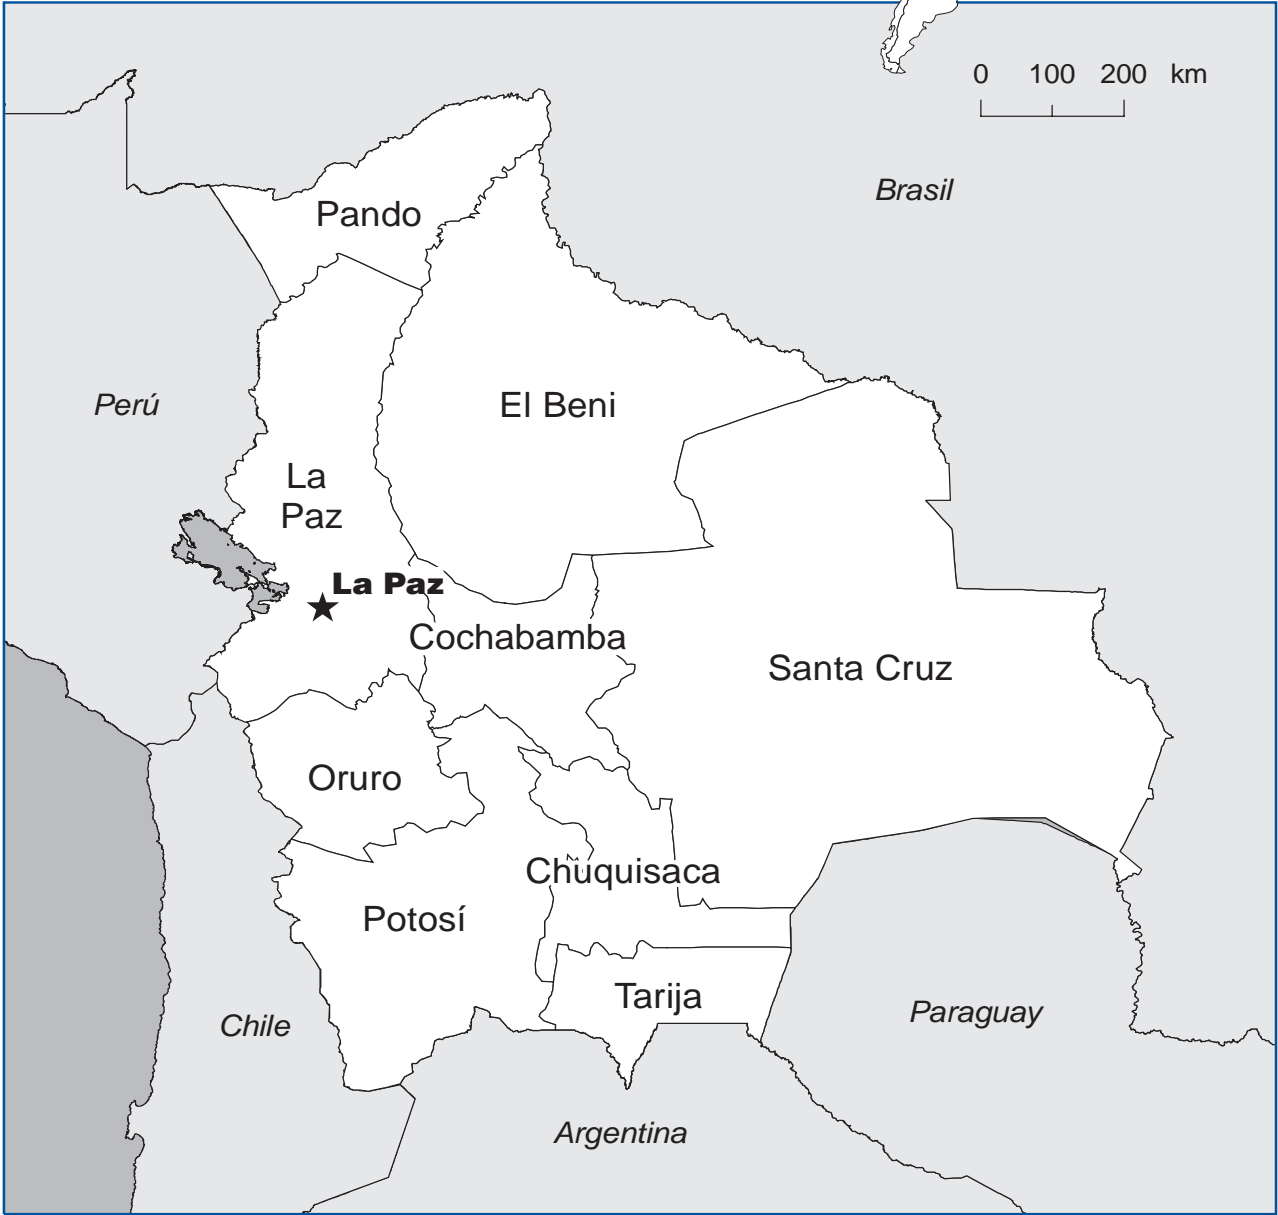 0 100 200 km
Brasil
Pando
Perú
El Beni
La
Paz
La Paz
Cochabamba
Santa Cruz
Oruro
Chuquisaca
Potosí
Tarija
Chile
Paraguay
Argentina